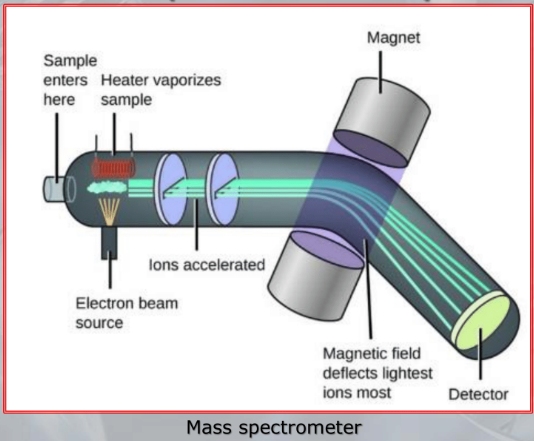 Magnet
Sample
enters
here
Heater vaporizes
sample
Ions accelerated
Electron beam
source
Magnetic field
deflects lightest
ions most
Detector
Mass spectrometer